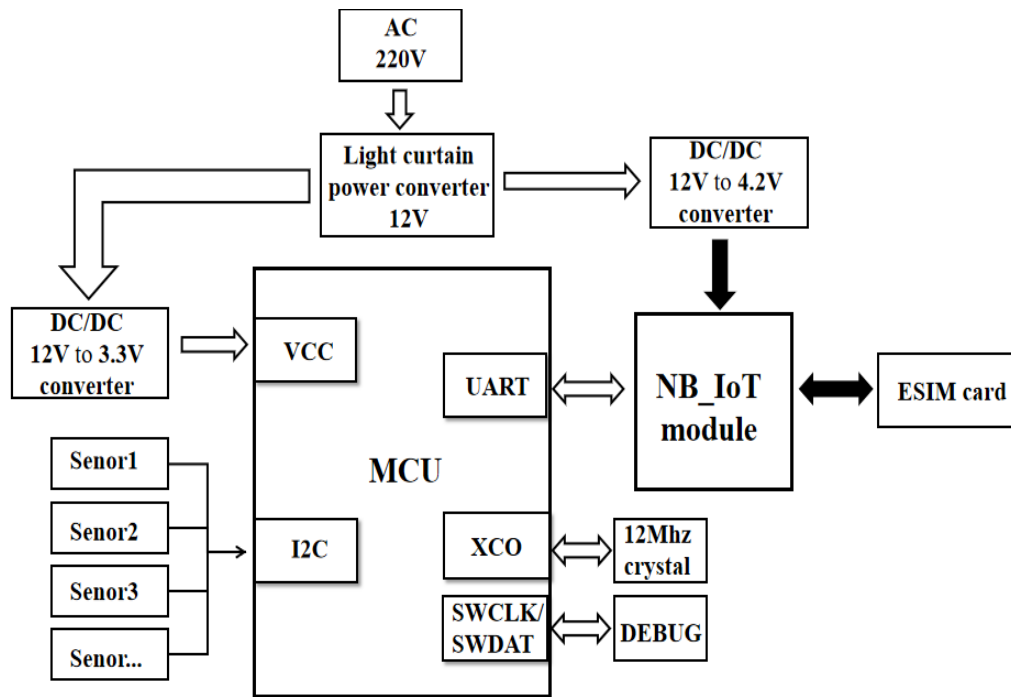 AC
220V
Light curtain
power converter
12V
DC/DC
12V to 4.2V
converter
DC/DC
12V to 3.3V
converter
VCC
UART
NB_IoT
module
ESIM card
MCU
Senor1
Senor2
Senor3
Senor...
I2C
XCO
12Mhz
crystal
SWCLK/
SWDAT
DEBUG